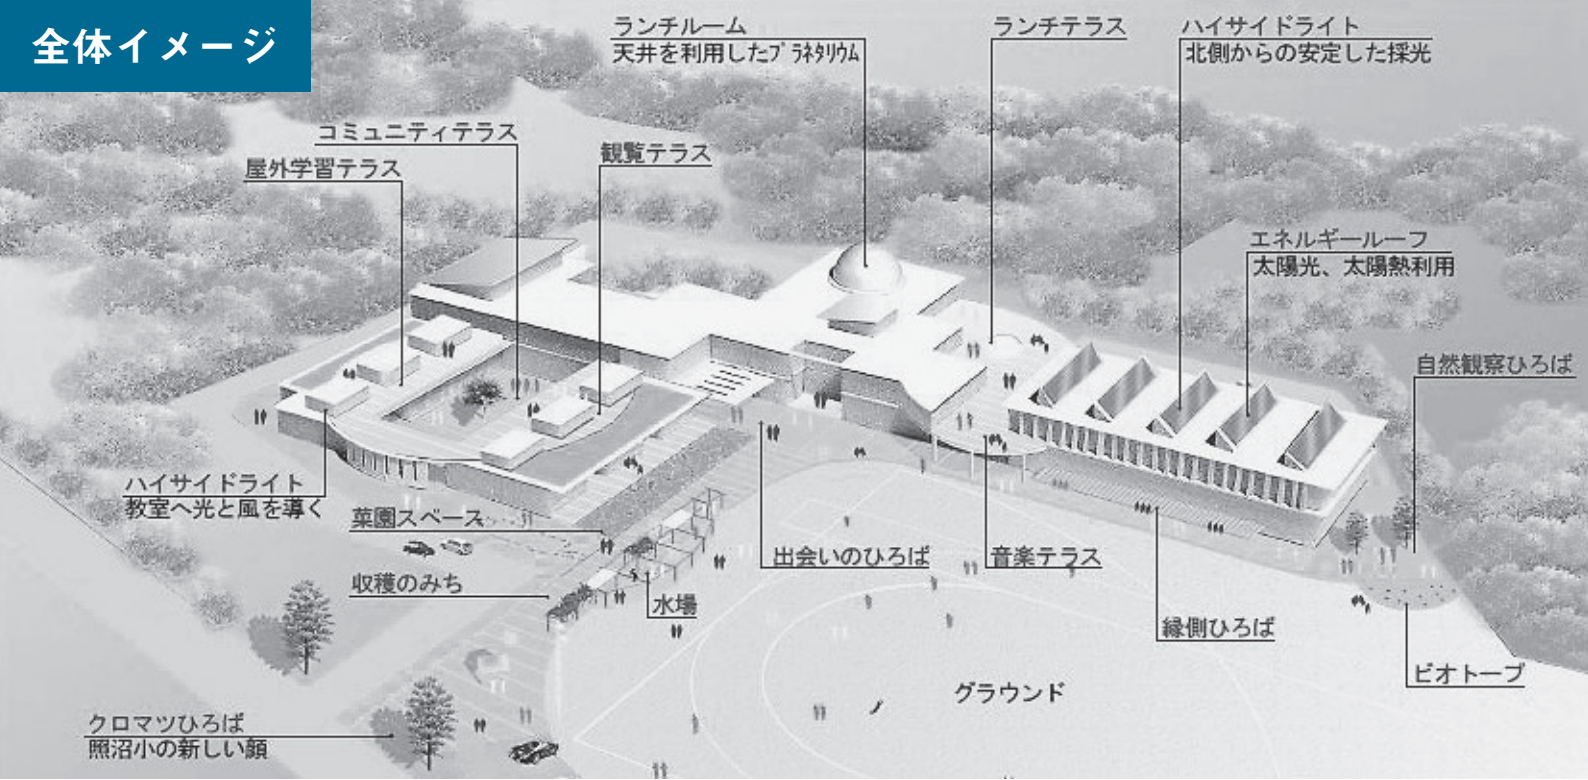 全体イメージ
ランチルーム
天井を利用したプラネタリウム
ランチテラス
ハイサイドライト
北側からの安定した採光
コミュニティテラス
観覧テラス
屋外学習テラス
エネルギールーフ
太陽光、太陽熱利用
自然観察ひろば
ハイサイドライト
教室へ光と風を導く
菜園スペース
出会いのひろば
音楽テラス
収穫のみち
水場
縁側ひろば
ビオトープ
グラウンド
クロマツひろば
照沼小の新しい顔